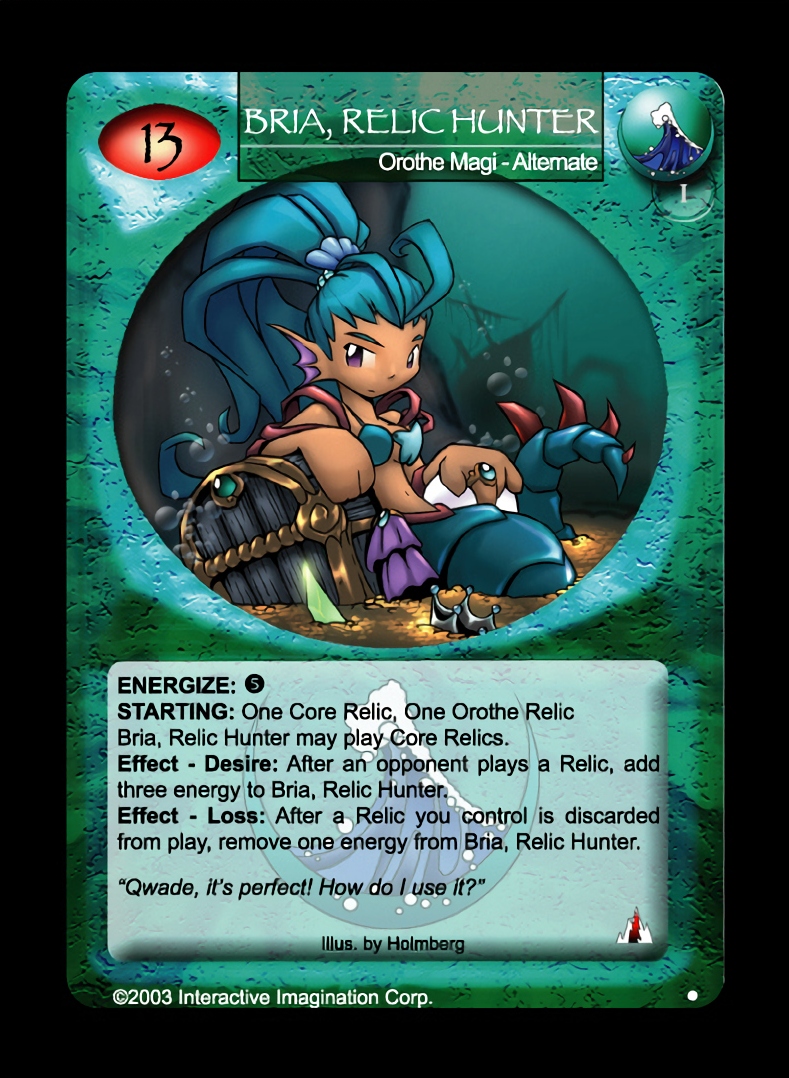 13
BRIA, RELIC HUNTER
Orothe Magi - Alternate
I
ENERGIZE: ❺
STARTING: One Core Relic, One Orothe Relic
Bria, Relic Hunter may play Core Relics.
Effect - Desire: After an opponent plays a Relic, add
three energy to Bria, Relic Hunter.
Effect - Loss: After a Relic you control is discarded
from play, remove one energy from Bria, Relic Hunter.
“Qwade, it’s perfect! How do I use it?”
Illus. by Holmberg
©2003 Interactive Imagination Corp.